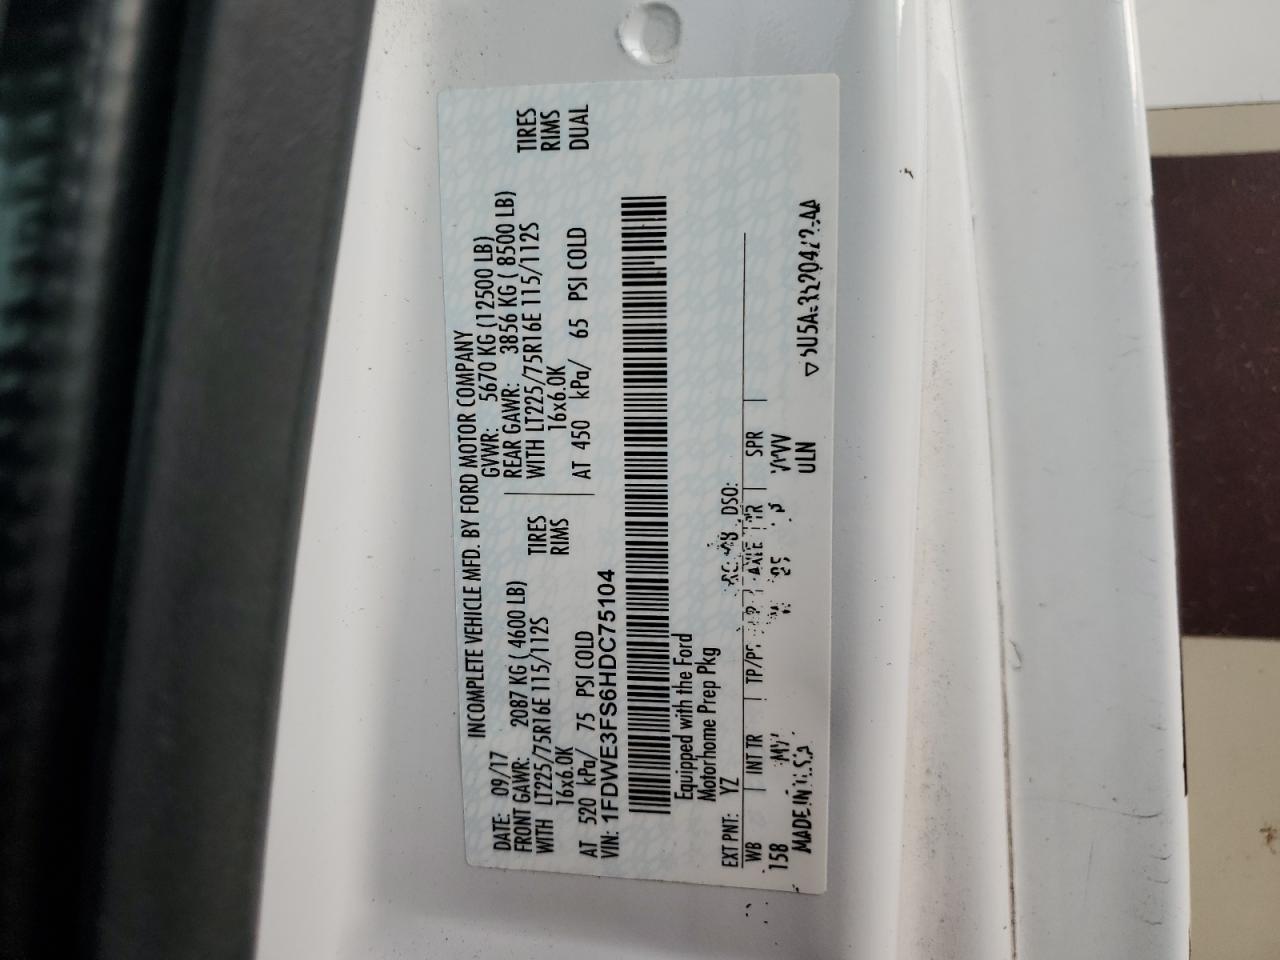 INCOMPLETE VEHICLE MFD. BY FORD MOTOR COMPANY
DATE: 09/17 GVWR: 5670 KG (12500 LB)
FRONT GAWR: 2087 KG ( 4600 LB) REAR GAWR: 3856 KG ( 8500 LB)
WITH LT225/75R16E 115/112S TIRES WITH LT225/75R16E 115/112S TIRES
16x6.0K RIMS 16x6.0K RIMS
AT 520 kPa/ 75 PSI COLD AT 450 kPa/ 65 PSI COLD DUAL
VIN: 1FDWE3FS6HDC75104
Equipped with the Ford
Motorhome Prep Pkg
EXT PNT: YZ DSO:
WB INT TR AXLE TR SPR
158
MADE IN U.S.A. ULN